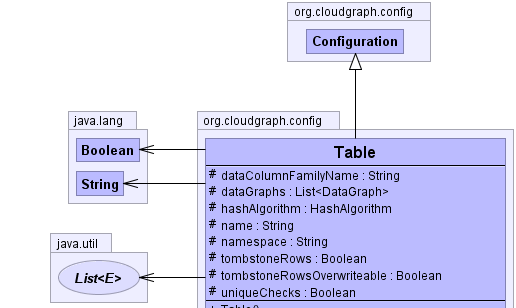 org.cloudgraph.config
Configuration
java.lang
Boolean
String
org.cloudgraph.config
Table
# dataColumnFamilyName : String
# dataGraphs : List<DataGraph>
# hashAlgorithm : HashAlgorithm
# name : String
# namespace : String
# tombstoneRows : Boolean
# tombstoneRowsOverwriteable : Boolean
# uniqueChecks : Boolean
+ Table()
java.util
List<E>